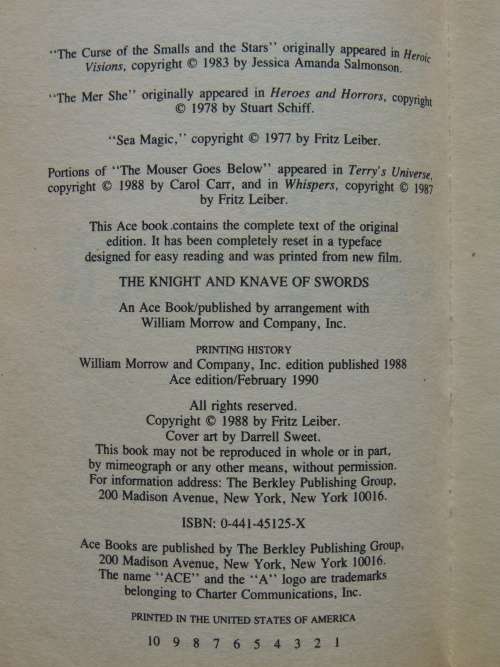 "The Curse of the Smalls and the Stars" originally appeared in Heroic
Visions, copyright © 1983 by Jessica Amanda Salmonson.
"The Mer She" originally appeared in Heroes and Horrors, copyright
© 1978 by Stuart Schiff.
"Sea Magic," copyright © 1977 by Fritz Leiber.
Portions of "The Mouser Goes Below" appeared in Terry's Universe,
copyright © 1988 by Carol Carr, and in Whispers, copyright © 1987
by Fritz Leiber.
This Ace book contains the complete text of the original
edition. It has been completely reset in a typeface
designed for easy reading and was printed from new film.
THE KNIGHT AND KNAVE OF SWORDS
An Ace Book/published by arrangement with
William Morrow and Company, Inc.
PRINTING HISTORY
William Morrow and Company, Inc. edition published 1988
Ace edition/February 1990
All rights reserved.
Copyright © 1988 by Fritz Leiber.
Cover art by Darrell Sweet.
This book may not be reproduced in whole or in part,
by mimeograph or any other means, without permission.
For information address: The Berkley Publishing Group,
200 Madison Avenue, New York, New York 10016.
ISBN: 0-441-45125-X
Ace Books are published by The Berkley Publishing Group,
200 Madison Avenue, New York, New York 10016.
The name "ACE" and the "A" logo are trademarks
belonging to Charter Communications, Inc.
PRINTED IN THE UNITED STATES OF AMERICA
10 9 8 7 6 5 4 3 2 1